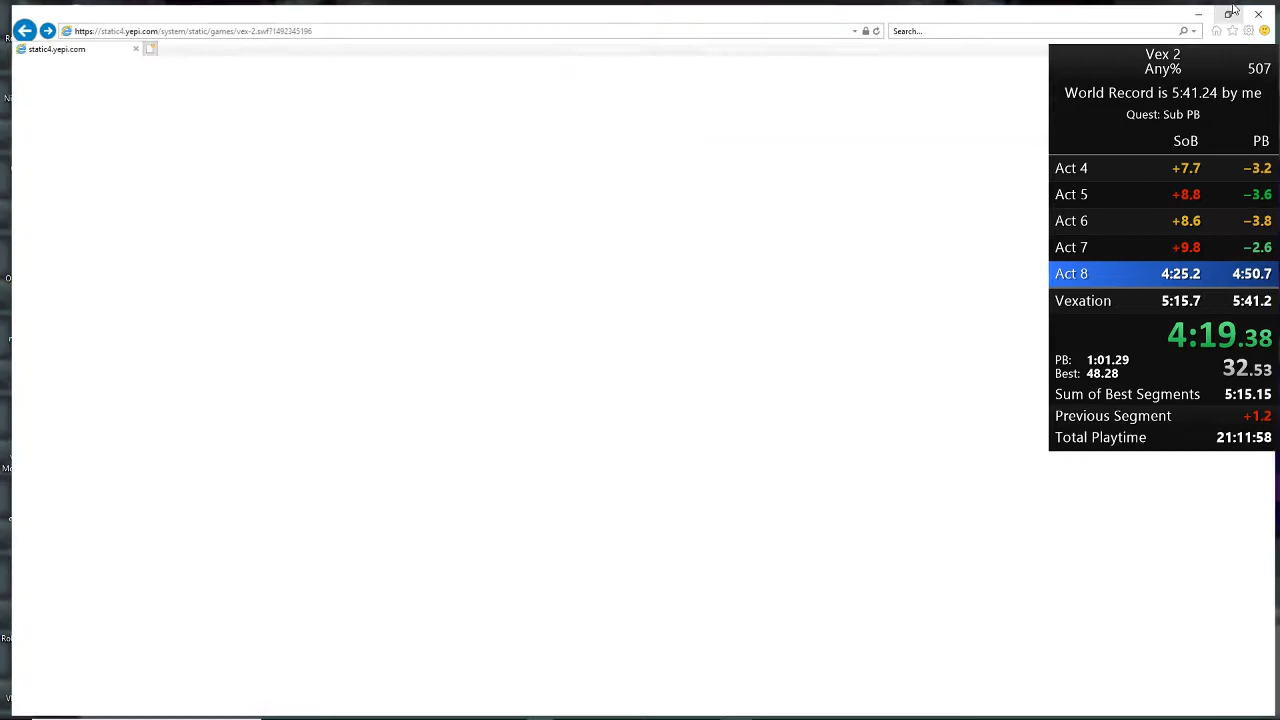 https://static4.yepi.com/system/static/games/vex-2.swf?1492345196
Search...
static4.yepi.com
Vex 2
Any% 507
World Record is 5:41.24 by me
Quest: Sub PB
SoB PB
Act 4 +7.7 −3.2
Act 5 +8.8 −3.6
Act 6 +8.6 −3.8
Act 7 +9.8 −2.6
Act 8 4:25.2 4:50.7
Vexation 5:15.7 5:41.2
4:19.38
PB: 1:01.29
Best: 48.28
32.53
Sum of Best Segments 5:15.15
Previous Segment +1.2
Total Playtime 21:11:58